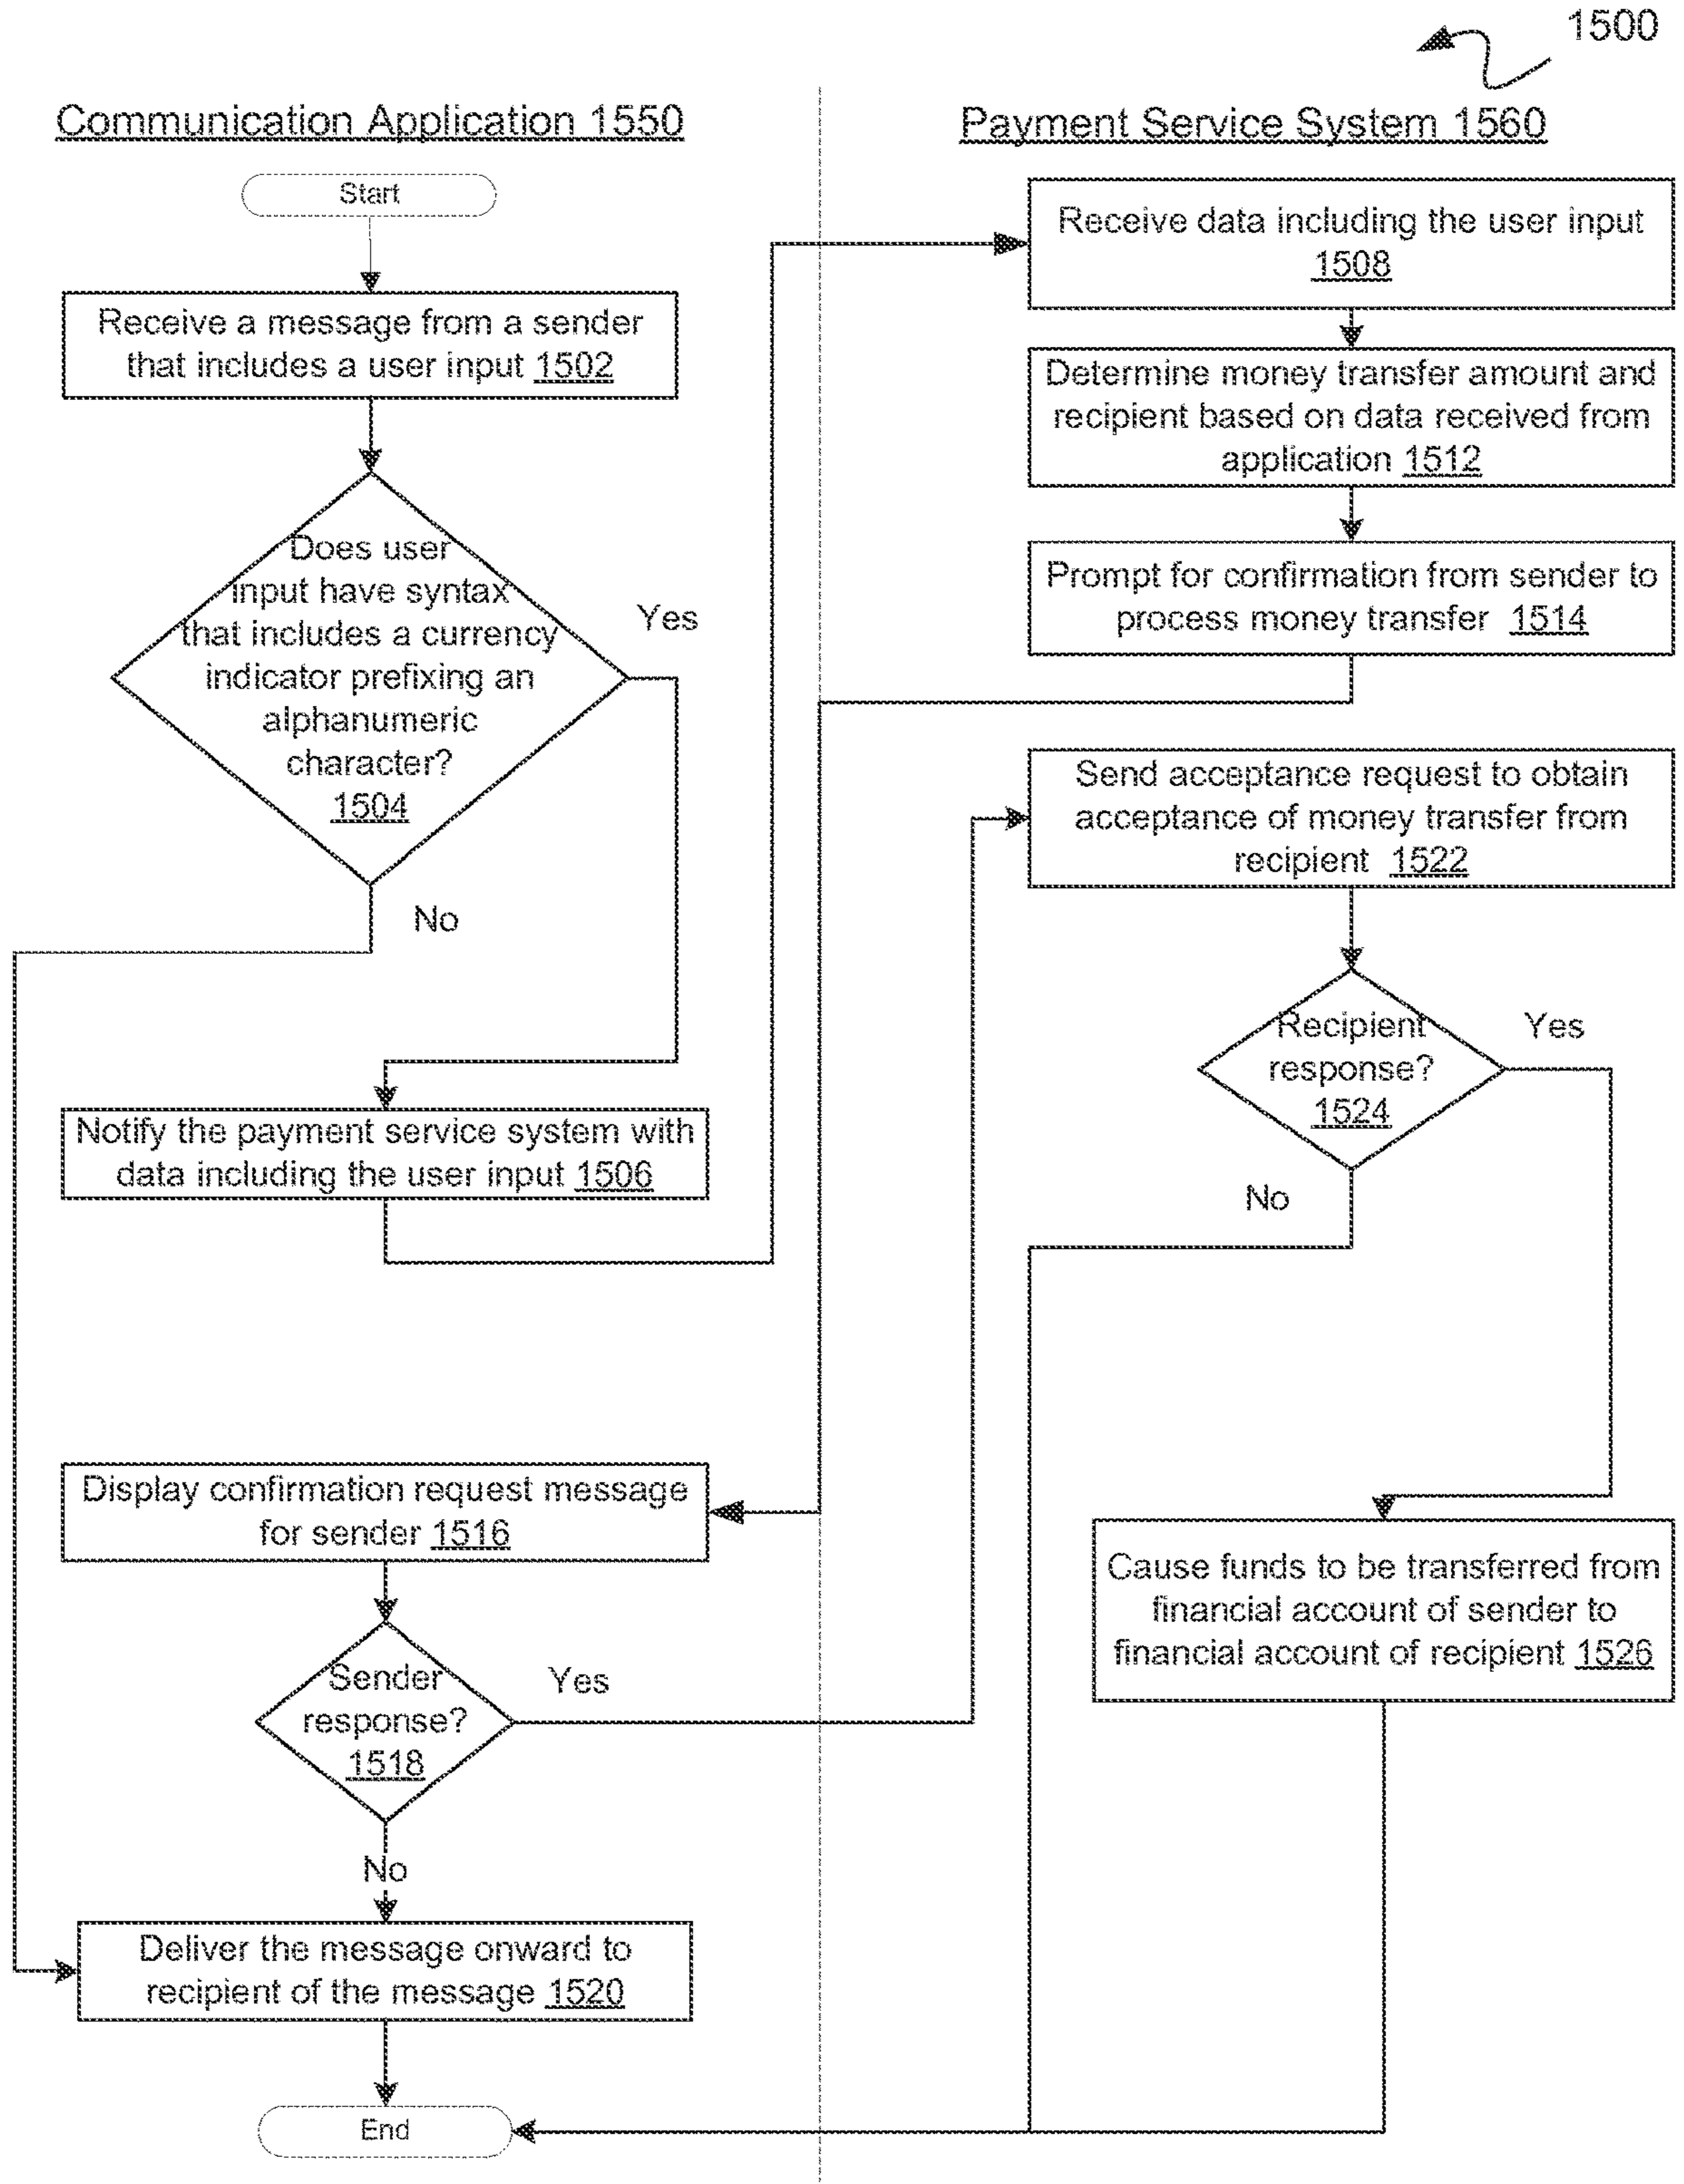 1500
Communication Application 1550
Start
Receive a message from a sender
that includes a user input 1502
Does user
input have syntax
that includes a currency
indicator prefixing an
alphanumeric
character?
1504
Yes
No
Notify the payment service system with
data including the user input 1506
Display confirmation request message
for sender 1516
Sender
response?
1518
Yes
No
Deliver the message onward to
recipient of the message 1520
End
Payment Service System 1560
Receive data including the user input
1508
Determine money transfer amount and
recipient based on data received from
application 1512
Prompt for confirmation from sender to
process money transfer 1514
Send acceptance request to obtain
acceptance of money transfer from
recipient 1522
Recipient
response?
1524
Yes
No
Cause funds to be transferred from
financial account of sender to
financial account of recipient 1526